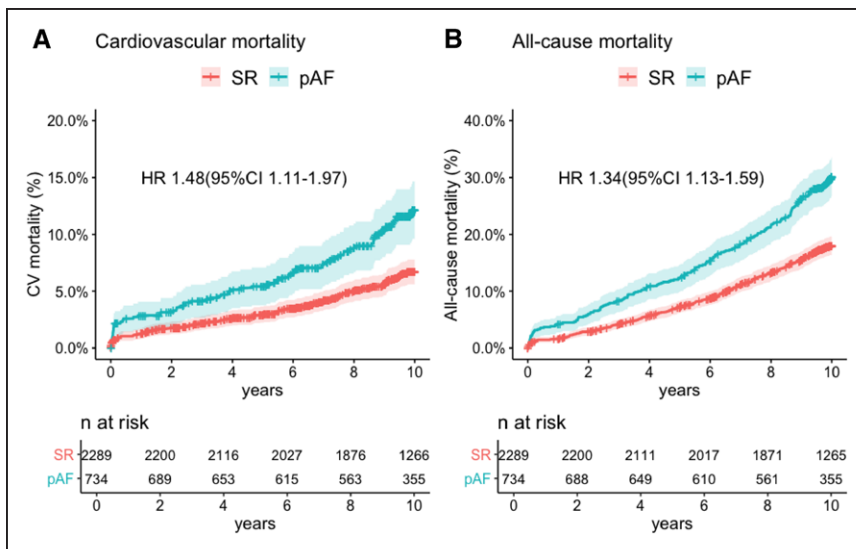 A Cardiovascular mortality
SR pAF
CV mortality (%)
20.0%
15.0%
10.0%
5.0%
0.0%
HR 1.48(95%CI 1.11-1.97)
0 2 4 6 8 10
years
n at risk
SR 2289 2200 2116 2027 1876 1266
pAF 734 689 653 615 563 355
0 2 4 6 8 10
years
B All-cause mortality
SR pAF
All-cause mortality (%)
40.0%
30.0%
20.0%
10.0%
0.0%
HR 1.34(95%CI 1.13-1.59)
0 2 4 6 8 10
years
n at risk
SR 2289 2200 2111 2017 1871 1265
pAF 734 688 649 610 561 355
0 2 4 6 8 10
years